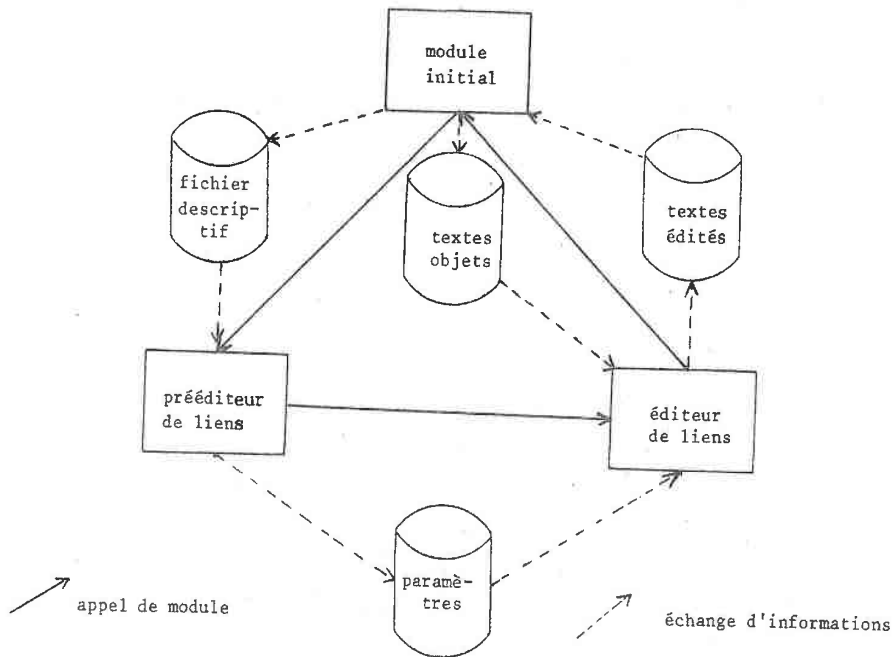 module
initial
fichier
descrip-
tif
textes
objets
textes
édités
prééditeur
de liens
éditeur
de liens
paramè-
tres
appel de module
échange d'informations